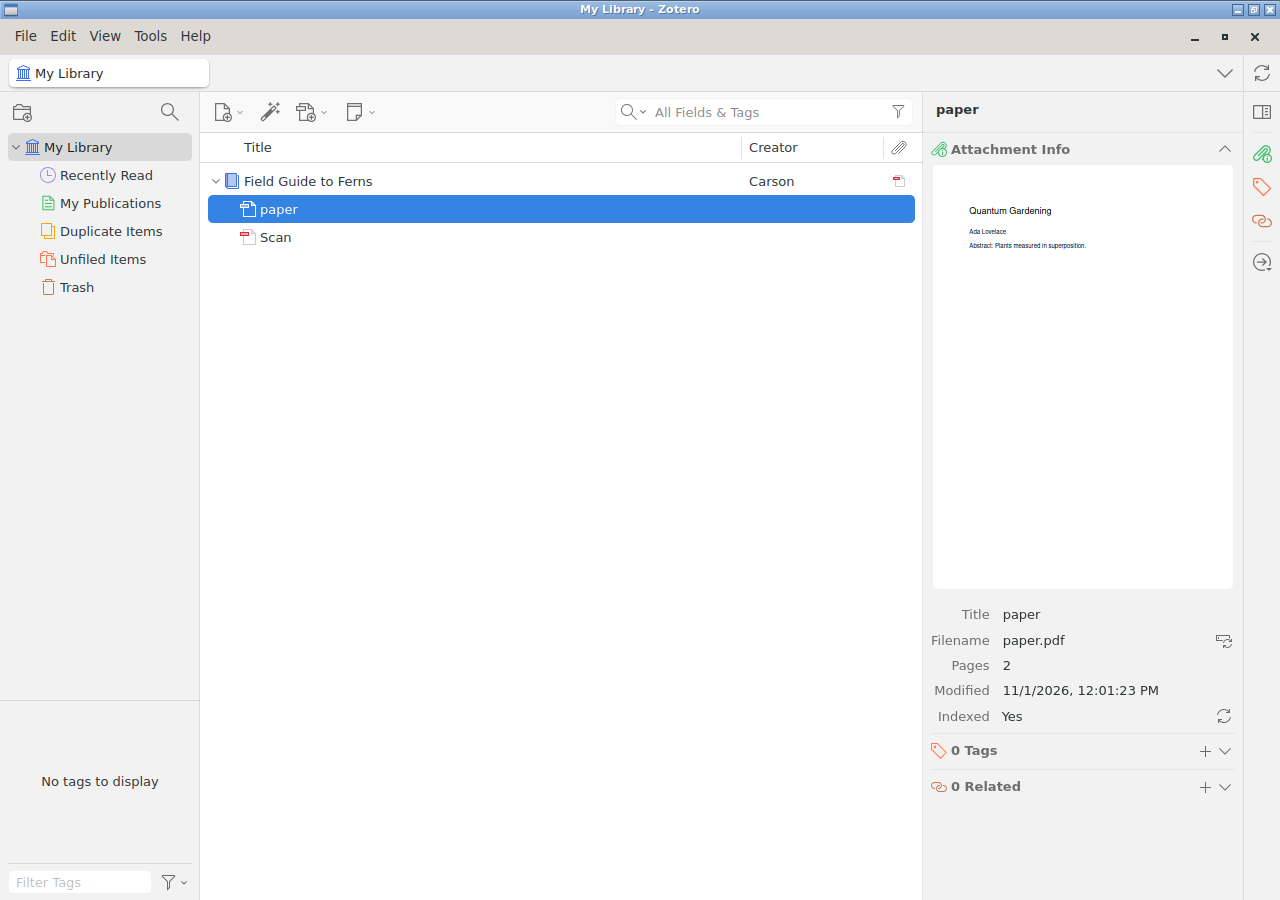 My Library - Zotero
File Edit View Tools Help
My Library
All Fields & Tags
paper
My Library
Recently Read
My Publications
Duplicate Items
Unfiled Items
Trash
Title Creator
Field Guide to Ferns Carson
paper
Scan
Attachment Info
Quantum Gardening
Ada Lovelace
Abstract: Plants measured in superposition.
Title paper
Filename paper.pdf
Pages 2
Modified 11/1/2026, 12:01:23 PM
Indexed Yes
0 Tags
0 Related
No tags to display
Filter Tags